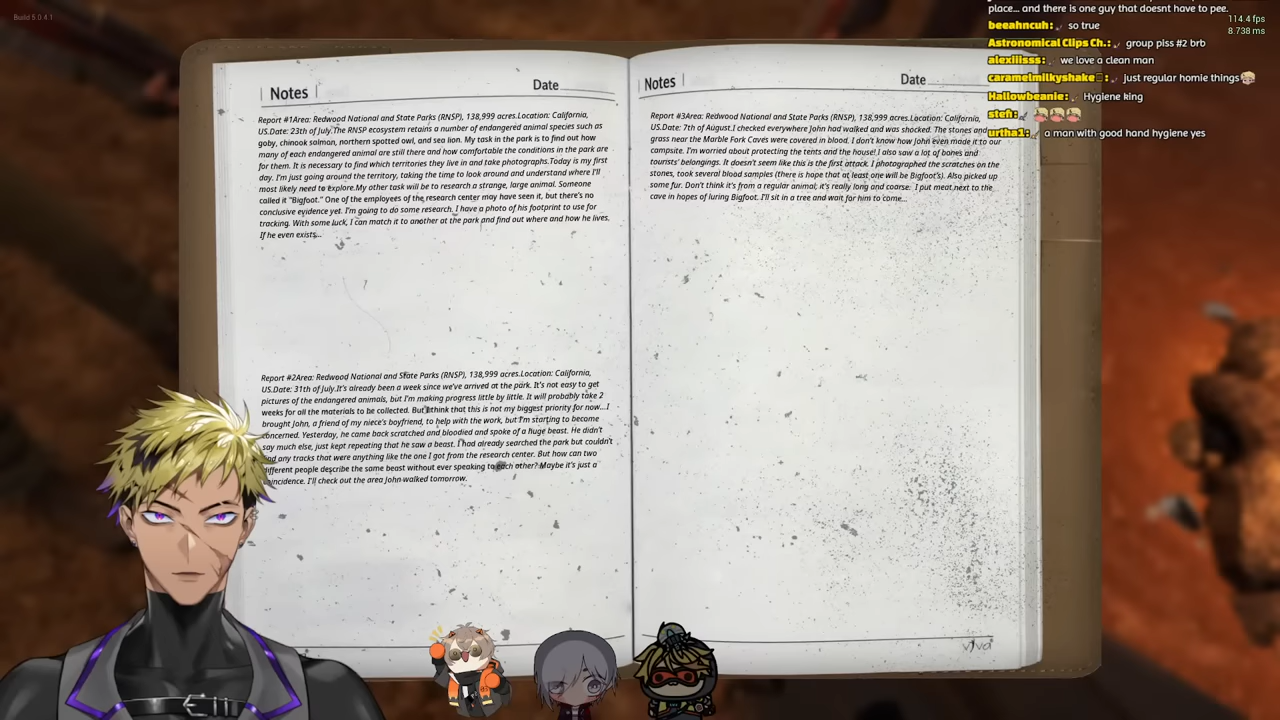 Build 5.0.4.1
place... and there is one guy that doesnt have to pee.
beeahncuh: so true
Astronomical Clips Ch.: group piss #2 brb
alexliisss: we love a clean man
caramelmilkyshake: just regular homie things
Hallowbeanie: Hygiene king
stefi:
urtha1: a man with good hand hygiene yes
114.4 fps
8.738 ms
Notes
Date
Report #1Area: Redwood National and State Parks (RNSP), 138,999 acres.Location: California,
US.Date: 23th of July.The RNSP ecosystem retains a number of endangered animal species such as
goby, chinook salmon, northern spotted owl, and sea lion. My task in the park is to find out how
many of each endangered animal are still there and how comfortable the conditions in the park are
for them. It is necessary to find which territories they live in and take photographs.Today is my first
day. I'm just going around the territory, taking the time to look around and understand where I'll
most likely need to explore.My other task will be to research a strange, large animal. Someone
called it "Bigfoot." One of the employees of the research center may have seen it, but there's no
conclusive evidence yet. I'm going to do some research. I have a photo of his footprint to use for
tracking. With some luck, I can match it to another at the park and find out where and how he lives.
If he even exists...
Report #2Area: Redwood National and State Parks (RNSP), 138,999 acres.Location: California,
US.Date: 31th of July.It's already been a week since we've arrived at the park. It's not easy to get
pictures of the endangered animals, but I'm making progress little by little. It will probably take 2
weeks for all the materials to be collected. But I think that this is not my biggest priority for now...I
brought John, a friend of my niece's boyfriend, to help with the work, but I'm starting to become
concerned. Yesterday, he came back scratched and bloodied and spoke of a huge beast. He didn't
say much else, just kept repeating that he saw a beast. I had already searched the park but couldn't
find any tracks that were anything like the one I got from the research center. But how can two
different people describe the same beast without ever speaking to each other? Maybe it's just a
coincidence. I'll check out the area John walked tomorrow.
Notes
Date
Report #3Area: Redwood National and State Parks (RNSP), 138,999 acres.Location: California,
US.Date: 7th of August.I checked everywhere John had walked and was shocked. The stones and
grass near the Marble Fork Caves were covered in blood. I don't know how John even made it to our
campsite. I'm worried about protecting the tents and the house! I also saw a lot of bones and
tourists' belongings. It doesn't seem like this is the first attack. I photographed the scratches on the
stones, took several blood samples (there is hope that at least one will be Bigfoot's). Also picked up
some fur. Don't think it's from a regular animal; it's really long and coarse. I put meat next to the
cave in hopes of luring Bigfoot. I'll sit in a tree and wait for him to come...
viva